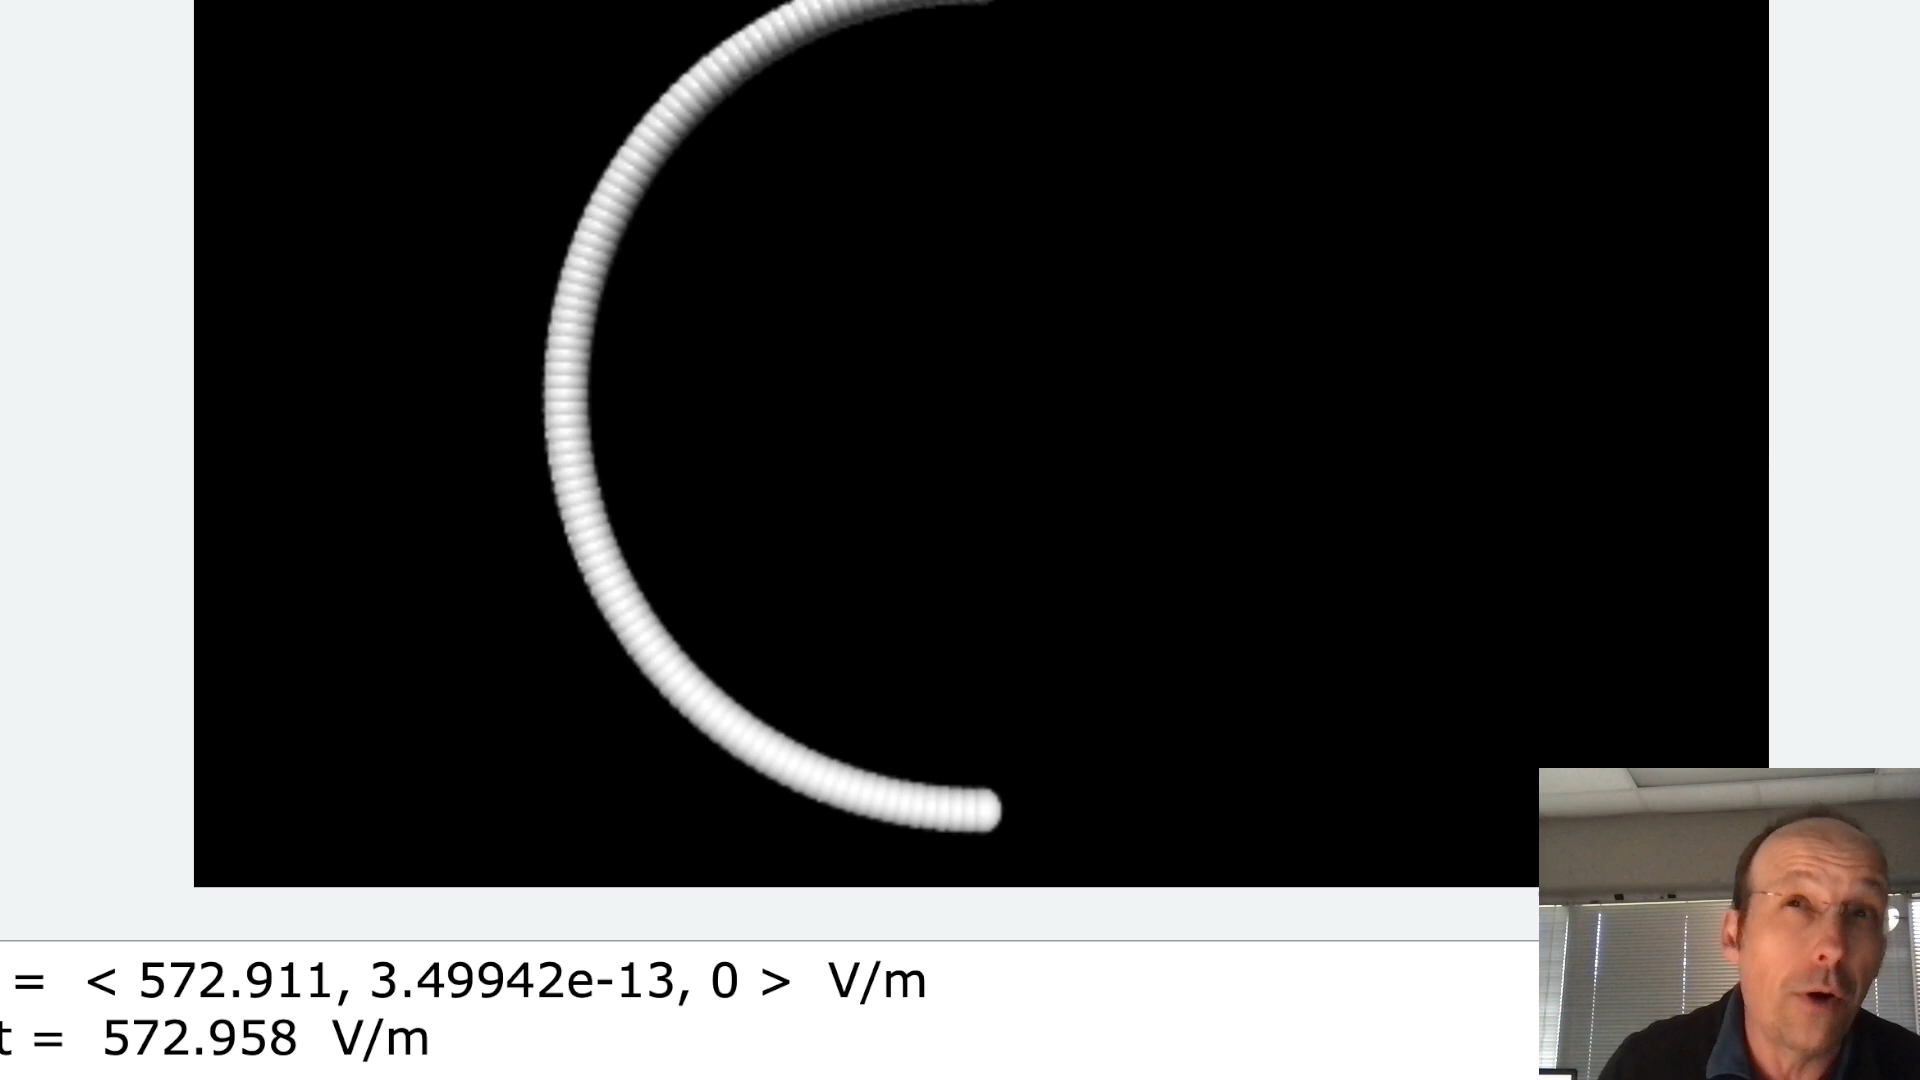 = < 572.911, 3.49942e-13, 0 > V/m
t = 572.958 V/m